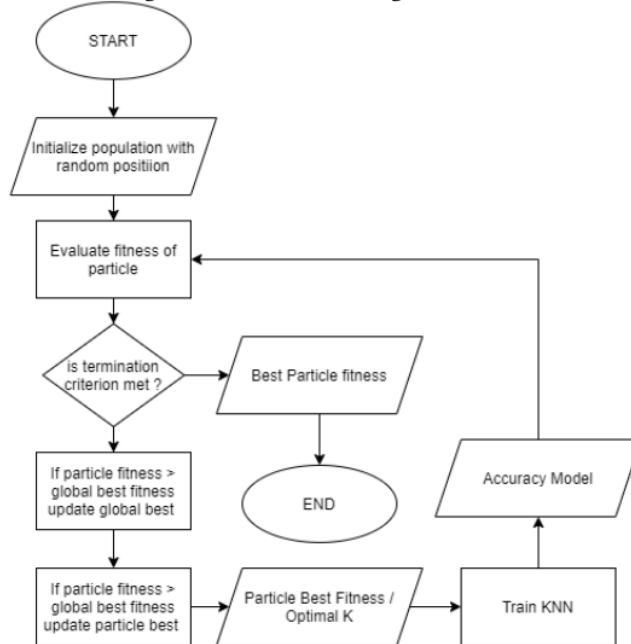 START
Initialize population with
random positiion
Evaluate fitness of
particle
is termination
criterion met ?
Best Particle fitness
If particle fitness >
global best fitness
update global best
END
Accuracy Model
If particle fitness >
global best fitness
update particle best
Particle Best Fitness /
Optimal K
Train KNN